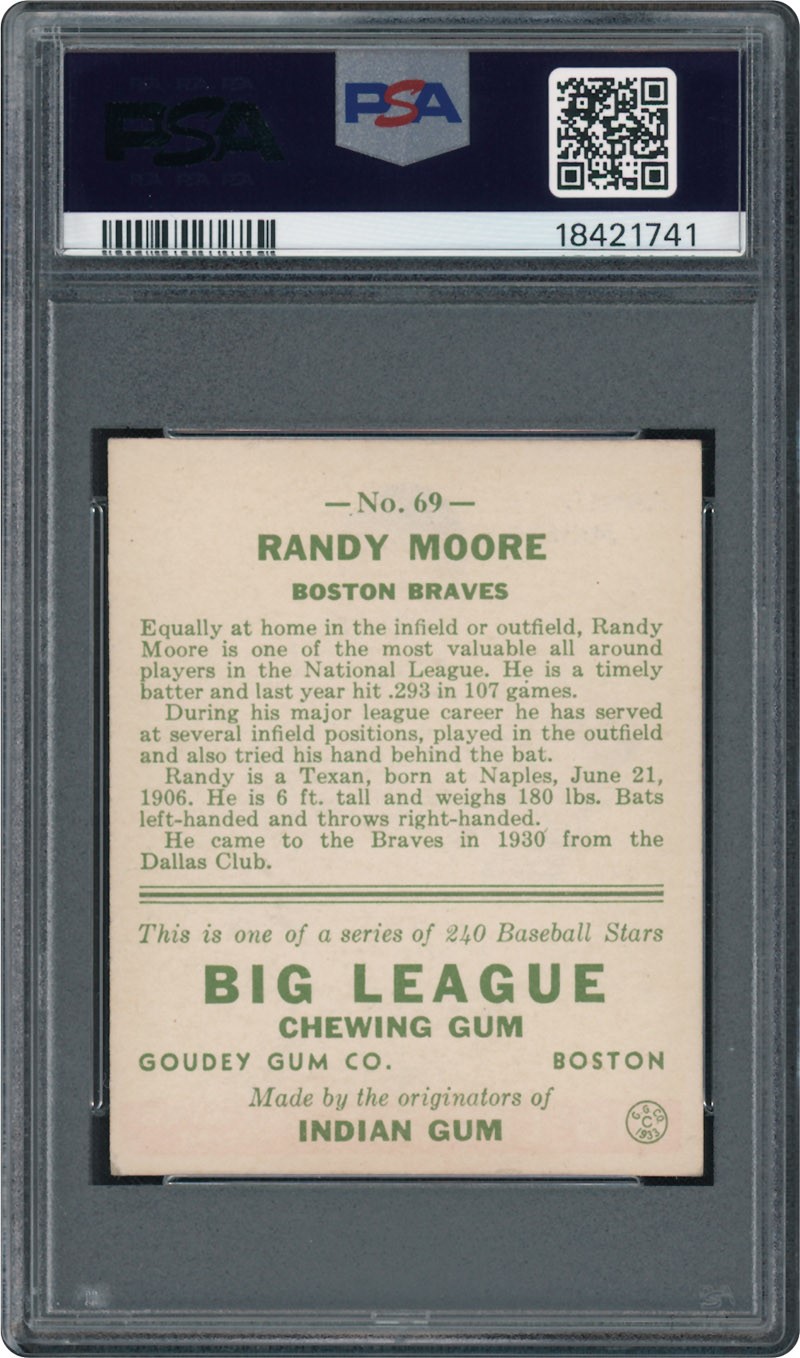 PSA
PSA
18421741
— No. 69 —
RANDY MOORE
BOSTON BRAVES
Equally at home in the infield or outfield, Randy
Moore is one of the most valuable all around
players in the National League. He is a timely
batter and last year hit .293 in 107 games.
During his major league career he has served
at several infield positions, played in the outfield
and also tried his hand behind the bat.
Randy is a Texan, born at Naples, June 21,
1906. He is 6 ft. tall and weighs 180 lbs. Bats
left-handed and throws right-handed.
He came to the Braves in 1930 from the
Dallas Club.
This is one of a series of 240 Baseball Stars
BIG LEAGUE
CHEWING GUM
GOUDEY GUM CO. BOSTON
Made by the originators of
INDIAN GUM
G.G.CO.
C
1933
PSA